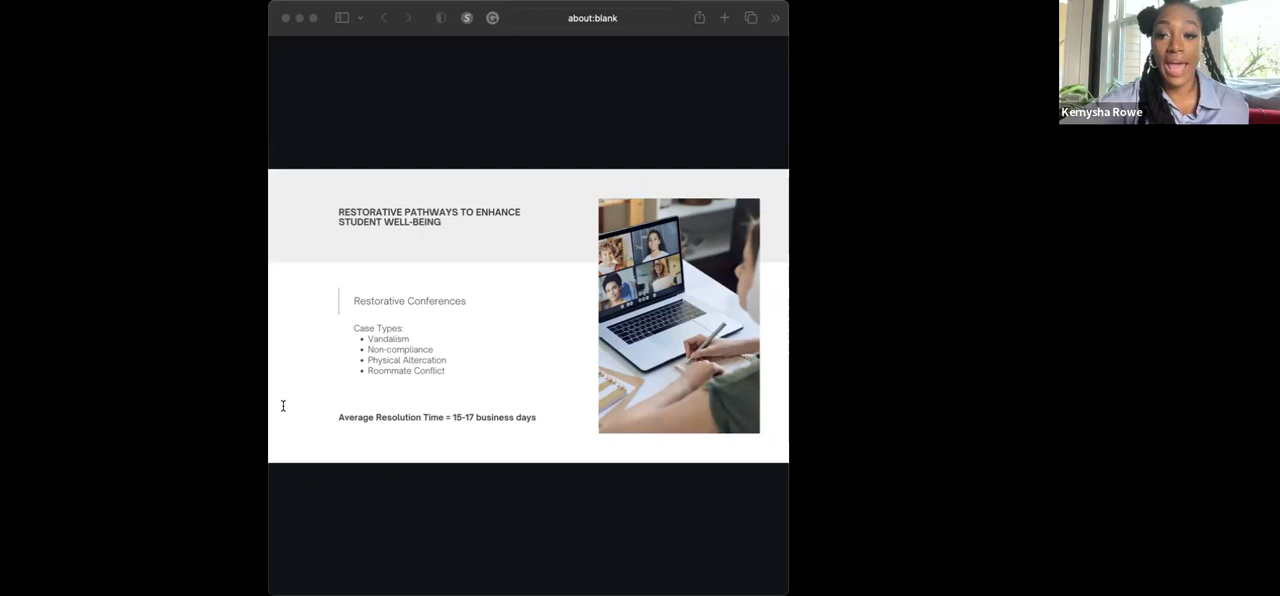 about:blank
Kernysha Rowe
RESTORATIVE PATHWAYS TO ENHANCE
STUDENT WELL-BEING
Restorative Conferences
Case Types:
• Vandalism
• Non-compliance
• Physical Altercation
• Roommate Conflict
Average Resolution Time = 15-17 business days